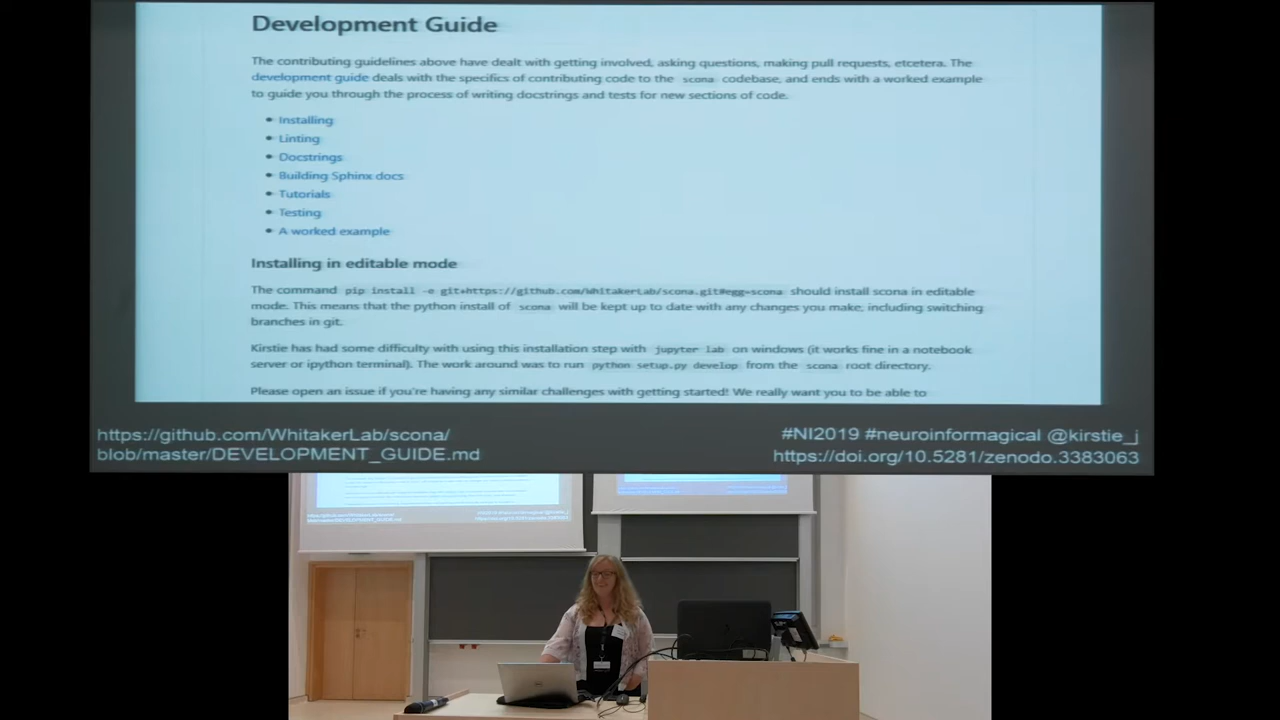 Development Guide
The contributing guidelines above have dealt with getting involved, asking questions, making pull requests, etcetera. The
development guide deals with the specifics of contributing code to the scona codebase, and ends with a worked example
to guide you through the process of writing docstrings and tests for new sections of code.
Installing
Linting
Docstrings
Building Sphinx docs
Tutorials
Testing
A worked example
Installing in editable mode
The command pip install -e git+https://github.com/WhitakerLab/scona.git#egg=scona should install scona in editable
mode. This means that the python install of scona will be kept up to date with any changes you make, including switching
branches in git.
Kirstie has had some difficulty with using this installation step with jupyter lab on windows (it works fine in a notebook
server or ipython terminal). The work around was to run python setup.py develop from the scona root directory.
Please open an issue if you're having any similar challenges with getting started! We really want you to be able to
https://github.com/WhitakerLab/scona/
blob/master/DEVELOPMENT_GUIDE.md
#NI2019 #neuroinformagical @kirstie_j
https://doi.org/10.5281/zenodo.3383063